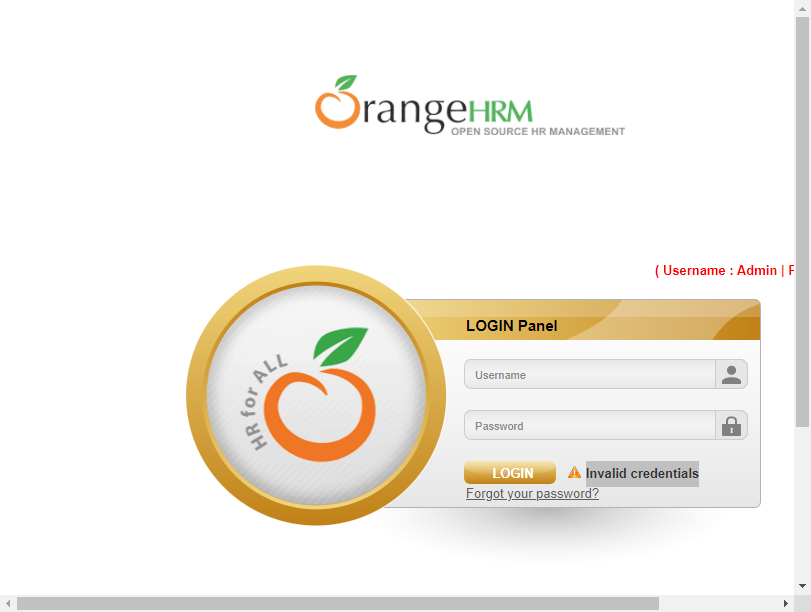 OrangeHRM
OPEN SOURCE HR MANAGEMENT
( Username : Admin |
LOGIN Panel
HR for ALL
Username
Password
LOGIN Invalid credentials
Forgot your password?